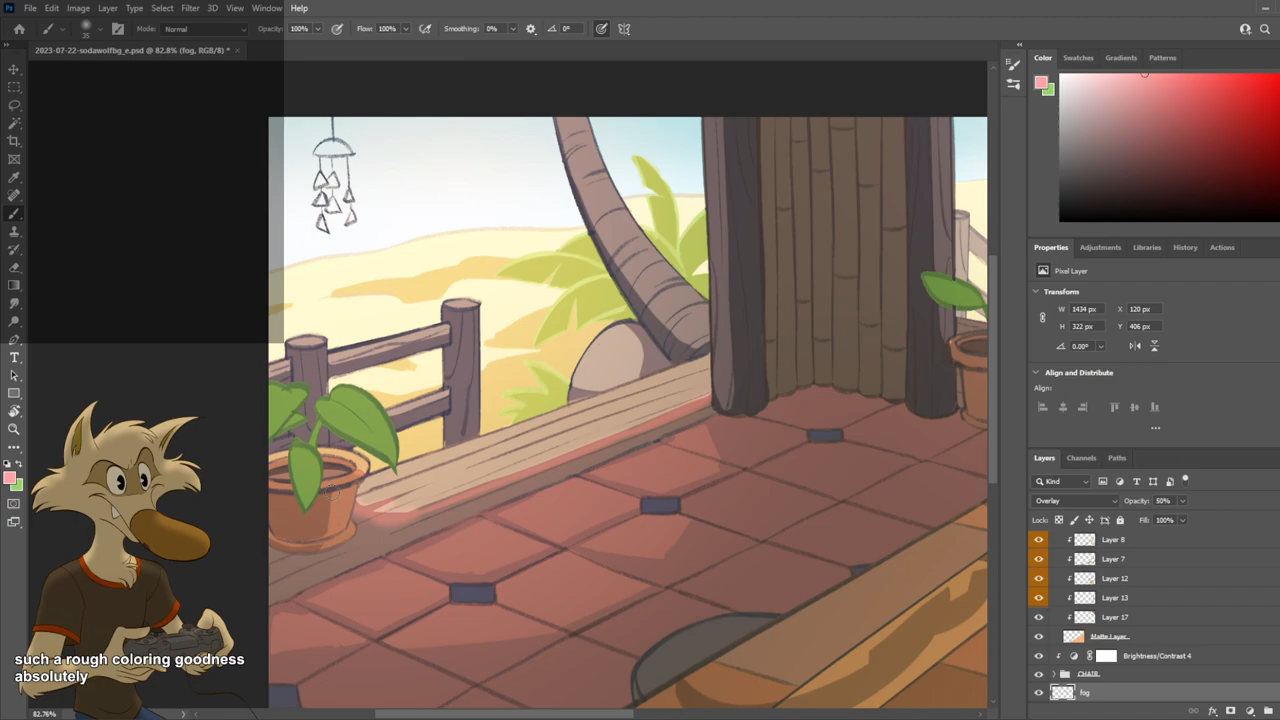 File Edit Image Layer Type Select Filter 3D View Window Help
35 Mode: Normal Opacity: 100% Flow: 100% Smoothing: 0% 0°
2023-07-22-sodawolfbg_e.psd @ 82.8% (fog, RGB/8) * ×
Color Swatches Gradients Patterns
Properties Adjustments Libraries History Actions
Pixel Layer
Transform
W 1434 px X 120 px
H 322 px Y 406 px
0.00°
Align and Distribute
Align:
Layers Channels Paths
Kind
Overlay Opacity: 50%
Lock: Fill: 100%
Layer 8
Layer 7
Layer 12
Layer 13
Layer 17
Matte Layer
Brightness/Contrast 4
CHAIR
fog
such a rough coloring goodness
absolutely
82.76%